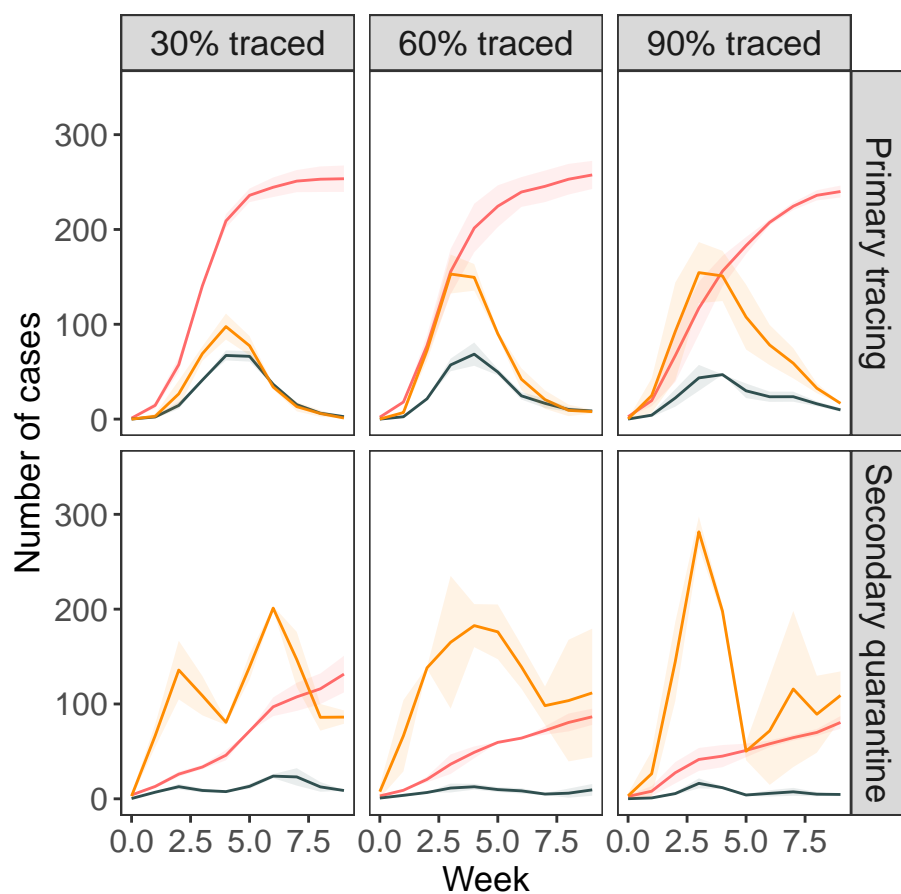 30% traced 60% traced 90% traced
Number of cases
300
200
100
0
Primary tracing
300
200
100
0
Secondary quarantine
0.0 2.5 5.0 7.5 0.0 2.5 5.0 7.5 0.0 2.5 5.0 7.5
Week